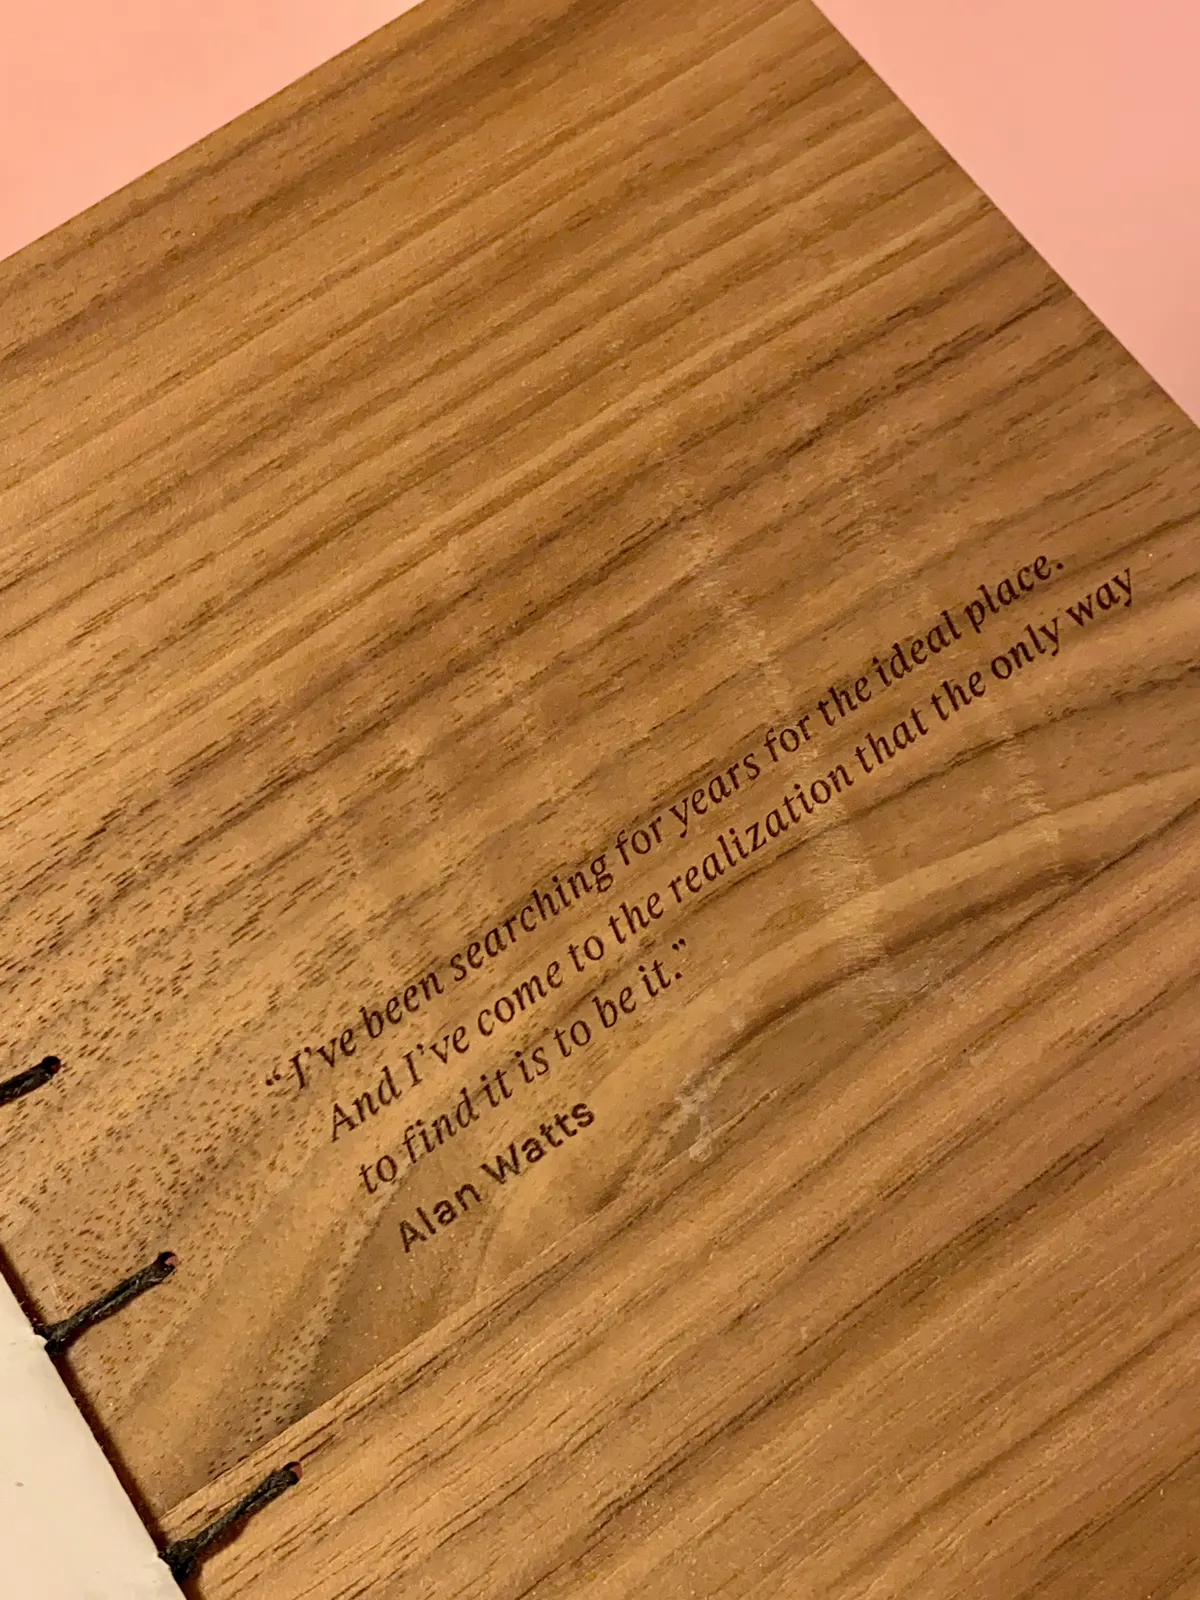 “I’ve been searching for years for the ideal place.
And I’ve come to the realization that the only way
to find it is to be it.”
Alan Watts